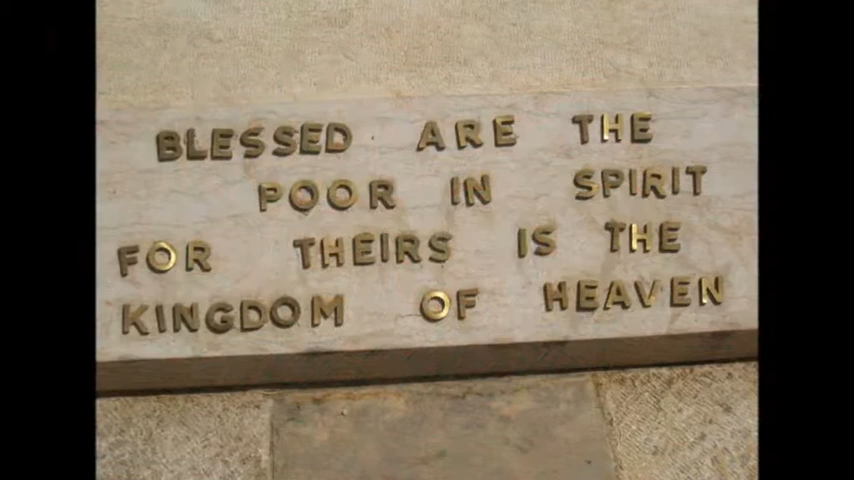 BLESSED ARE THE
POOR IN SPIRIT
FOR THEIRS IS THE
KINGDOM OF HEAVEN